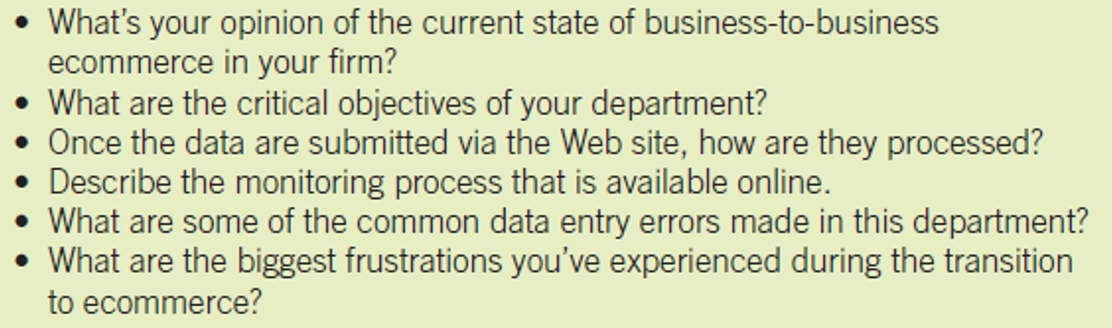 • What’s your opinion of the current state of business-to-business
ecommerce in your firm?
• What are the critical objectives of your department?
• Once the data are submitted via the Web site, how are they processed?
• Describe the monitoring process that is available online.
• What are some of the common data entry errors made in this department?
• What are the biggest frustrations you’ve experienced during the transition
to ecommerce?